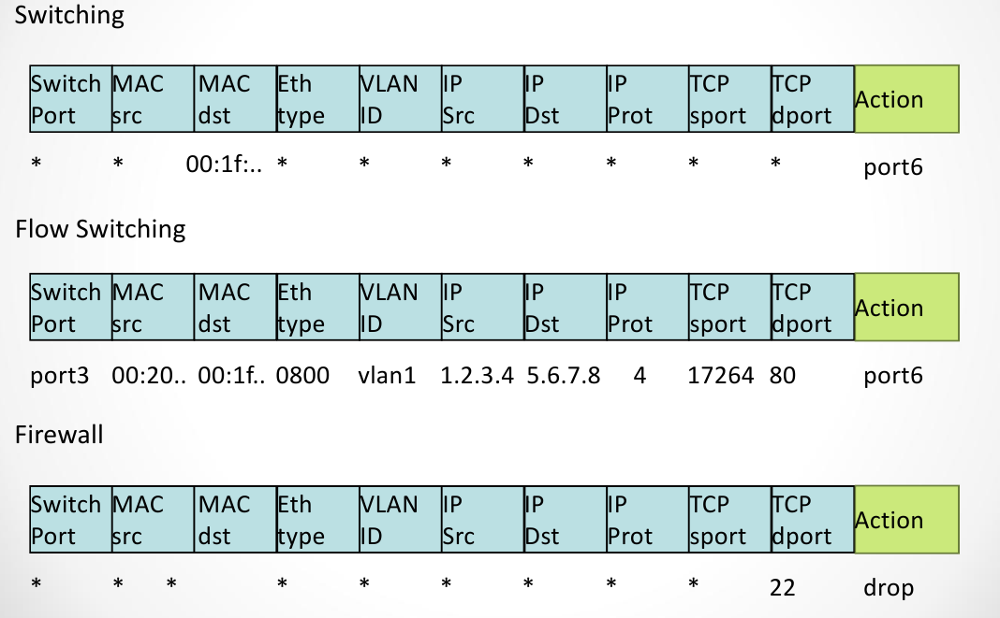 Switching
Switch MAC MAC Eth VLAN IP IP IP TCP TCP Action
Port src dst type ID Src Dst Prot sport dport
* * 00:1f:.. * * * * * * * port6
Flow Switching
Switch MAC MAC Eth VLAN IP IP IP TCP TCP Action
Port src dst type ID Src Dst Prot sport dport
port3 00:20.. 00:1f.. 0800 vlan1 1.2.3.4 5.6.7.8 4 17264 80 port6
Firewall
Switch MAC MAC Eth VLAN IP IP IP TCP TCP Action
Port src dst type ID Src Dst Prot sport dport
* * * * * * * * * 22 drop